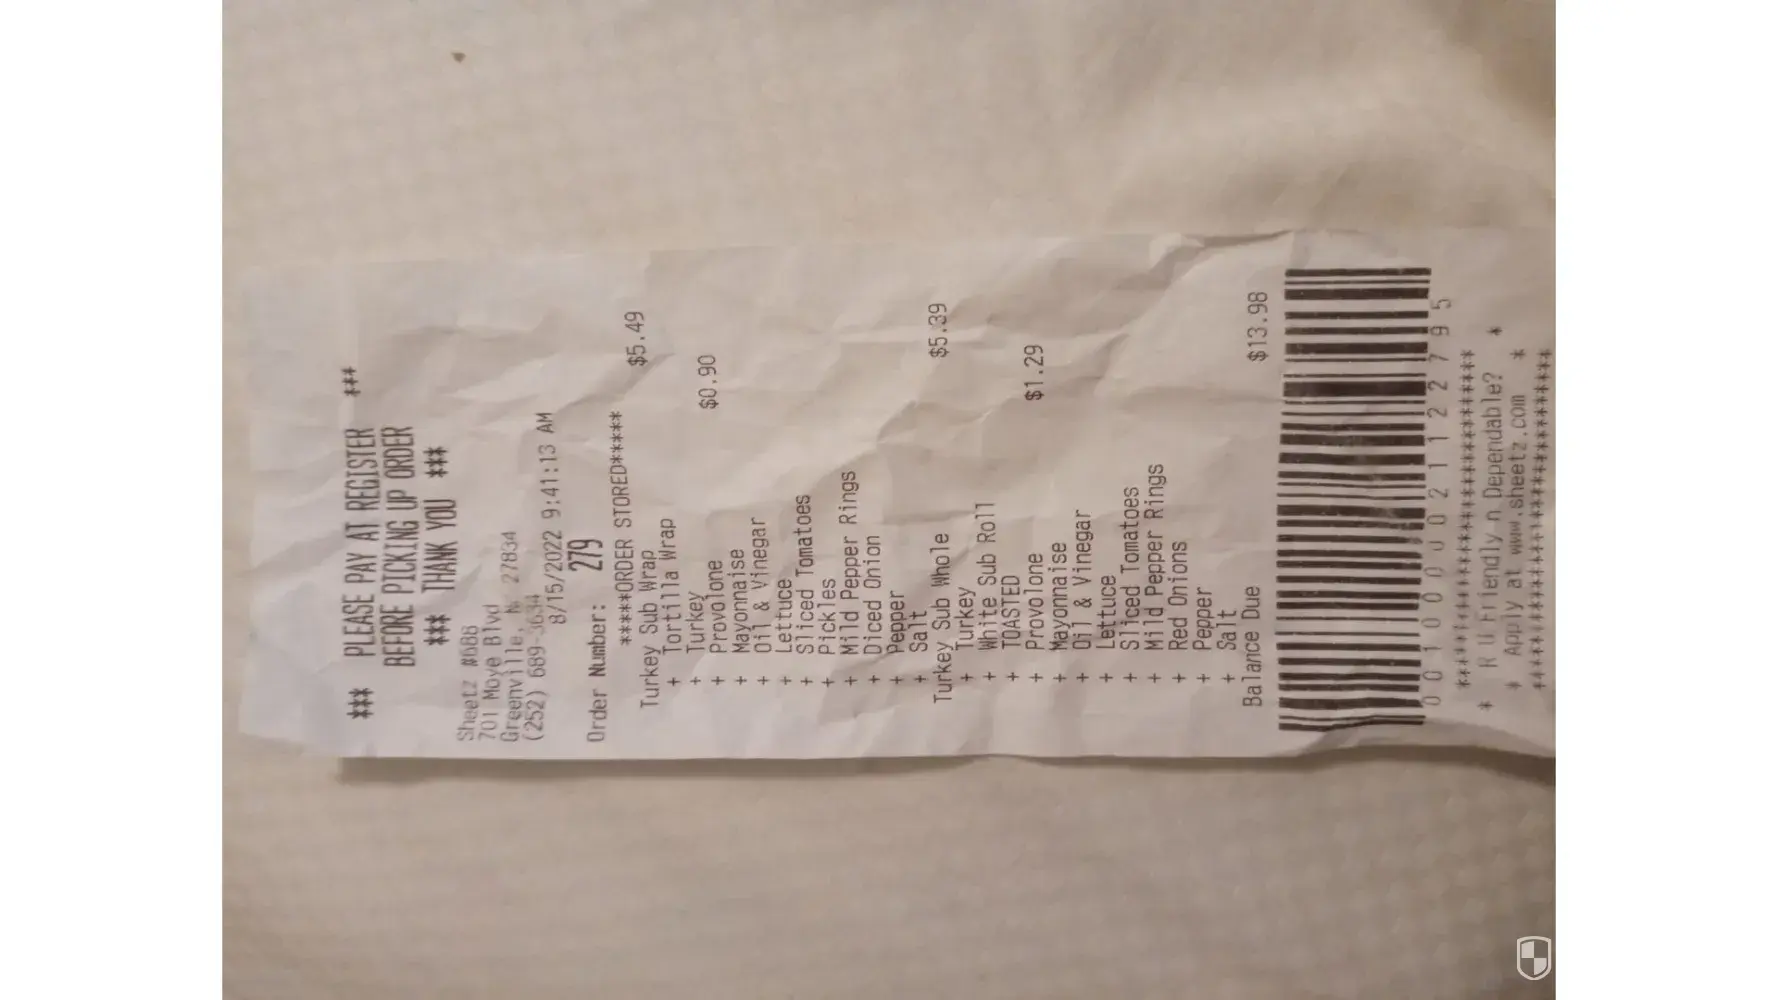 *** PLEASE PAY AT REGISTER ***
BEFORE PICKING UP ORDER
*** THANK YOU ***
Sheetz #688
701 Moye Blvd
Greenville, N 27834
(252) 689-3634
8/15/2022 9:41:13 AM
Order Number: 279
*****ORDER STORED*****
Turkey Sub Wrap $5.49
+ Tortilla Wrap
+ Turkey
+ Provolone $0.90
+ Mayonnaise
+ Oil & Vinegar
+ Lettuce
+ Sliced Tomatoes
+ Pickles
+ Mild Pepper Rings
+ Diced Onion
+ Pepper
+ Salt
Turkey Sub Whole $5.39
+ Turkey
+ White Sub Roll
+ TOASTED
+ Provolone $1.29
+ Mayonnaise
+ Oil & Vinegar
+ Lettuce
+ Sliced Tomatoes
+ Mild Pepper Rings
+ Red Onions
+ Pepper
+ Salt
Balance Due $13.98
0010000021122795
**************************
* R U Friendly n Dependable? *
* Apply at www.sheetz.com *
**************************